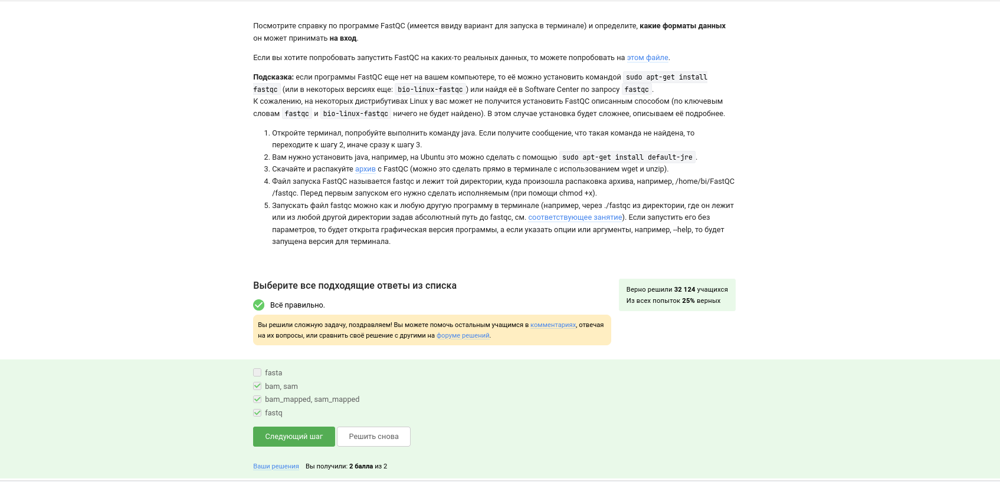 Посмотрите справку по программе FastQC (имеется ввиду вариант для запуска в терминале) и определите, какие форматы данных
он может принимать на вход.
Если вы хотите попробовать запустить FastQC на каких-то реальных данных, то можете попробовать на этом файле.
Подсказка: если программы FastQC еще нет на вашем компьютере, то её можно установить командой sudo apt-get install
fastqc (или в некоторых версиях еще: bio-linux-fastqc ) или найдя её в Software Center по запросу fastqc .
К сожалению, на некоторых дистрибутивах Linux у вас может не получится установить FastQC описанным способом (по ключевым
словам fastqc и bio-linux-fastqc ничего не будет найдено). В этом случае установка будет сложнее, описываем её подробнее.
1. Откройте терминал, попробуйте выполнить команду java. Если получите сообщение, что такая команда не найдена, то
переходите к шагу 2, иначе сразу к шагу 3.
2. Вам нужно установить java, например, на Ubuntu это можно сделать с помощью sudo apt-get install default-jre .
3. Скачайте и распакуйте архив с FastQC (можно это сделать прямо в терминале с использованием wget и unzip).
4. Файл запуска FastQC называется fastqc и лежит той директории, куда произошла распаковка архива, например, /home/bi/FastQC
/fastqc. Перед первым запуском его нужно сделать исполняемым (при помощи chmod +x).
5. Запускать файл fastqc можно как и любую другую программу в терминале (например, через ./fastqc из директории, где он лежит
или из любой другой директории задав абсолютный путь до fastqc, см. соответствующее занятие). Если запустить его без
параметров, то будет открыта графическая версия программы, а если указать опции или аргументы, например, --help, то будет
запущена версия для терминала.
Выберите все подходящие ответы из списка
Верно решили 32 124 учащихся
Из всех попыток 25% верных
Всё правильно.
Вы решили сложную задачу, поздравляем! Вы можете помочь остальным учащимся в комментариях, отвечая
на их вопросы, или сравнить своё решение с другими на форуме решений.
fasta
bam, sam
bam_mapped, sam_mapped
fastq
Следующий шаг Решить снова
Ваши решения Вы получили: 2 балла из 2